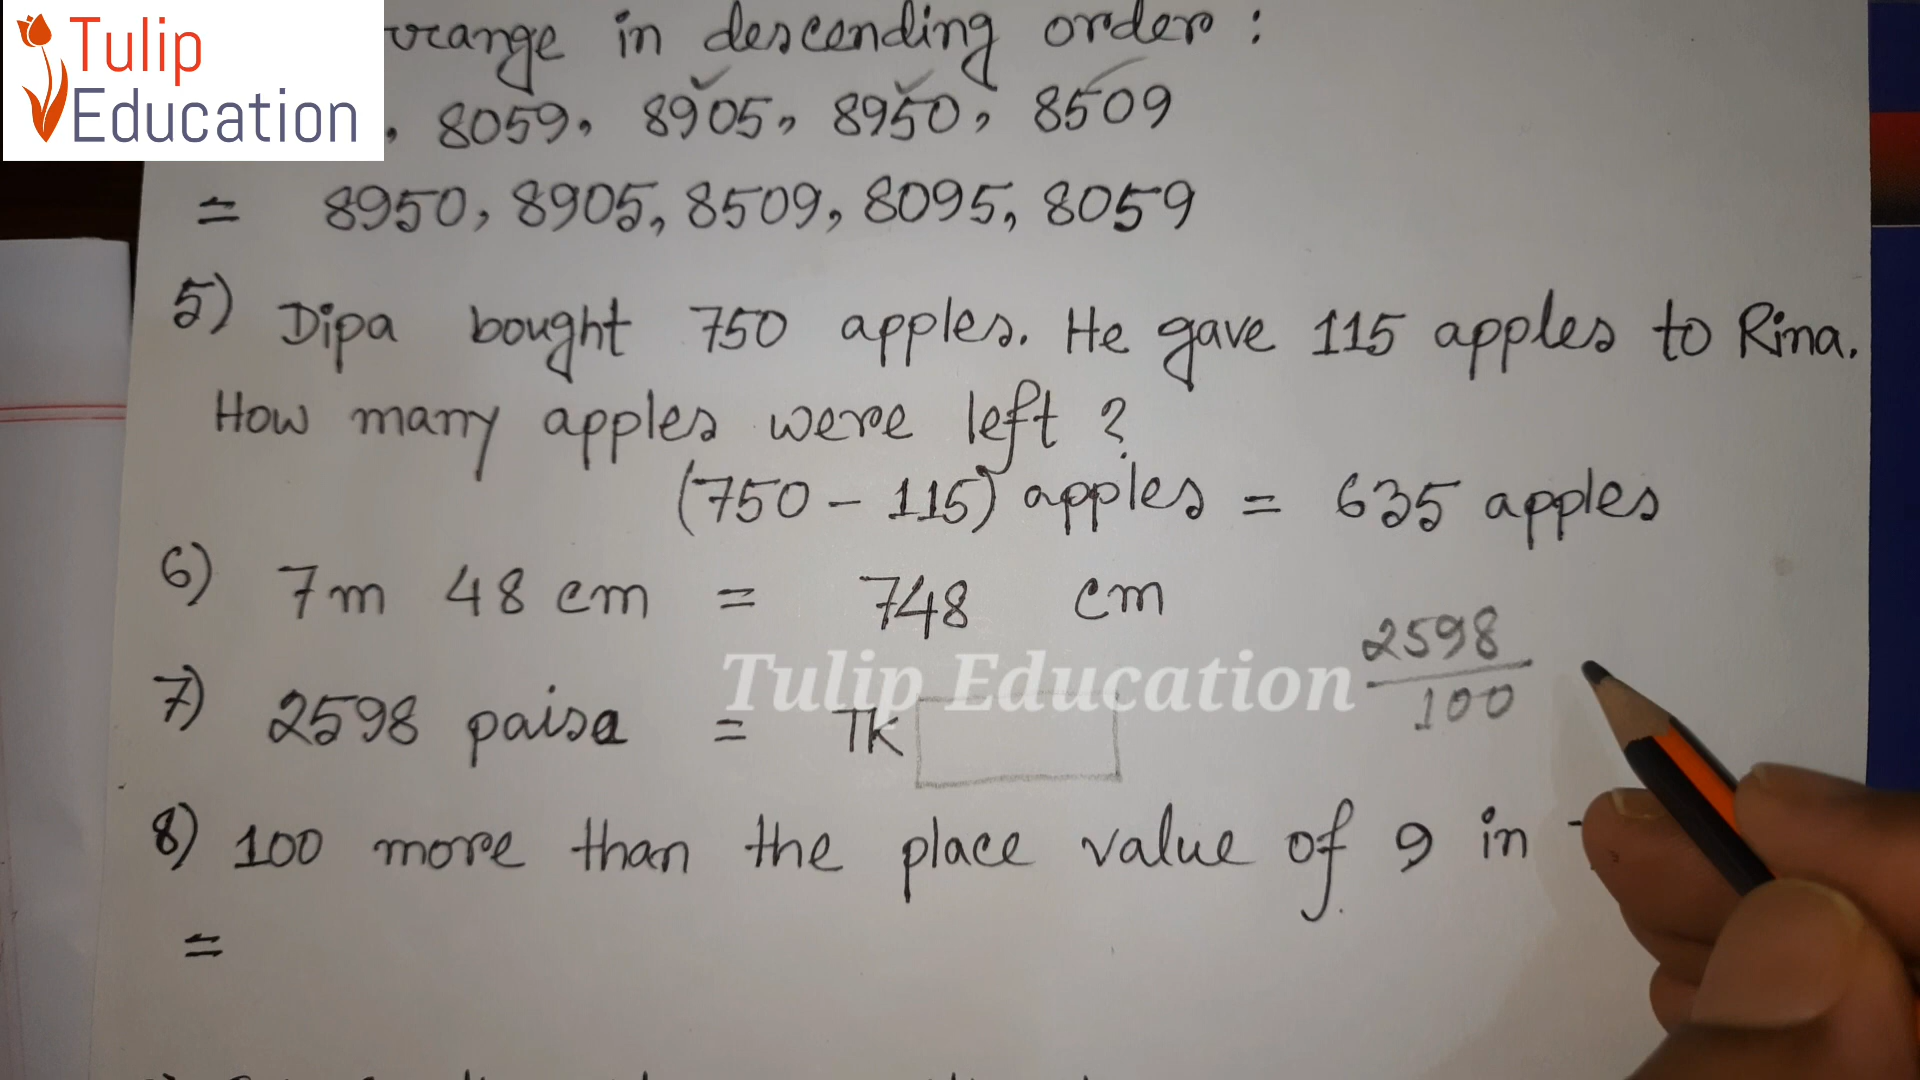 Tulip
Education
range in descending order :
, 8059, 8905, 8950, 8509
= 8950, 8905, 8509, 8095, 8059
5) Dipa bought 750 apples. He gave 115 apples to Rina.
How many apples were left ?
(750 - 115) apples = 635 apples
6) 7m 48 cm = 748 cm
2598
100
Tulip Education
7) 2598 paisa = Tk
8) 100 more than the place value of 9 in
=